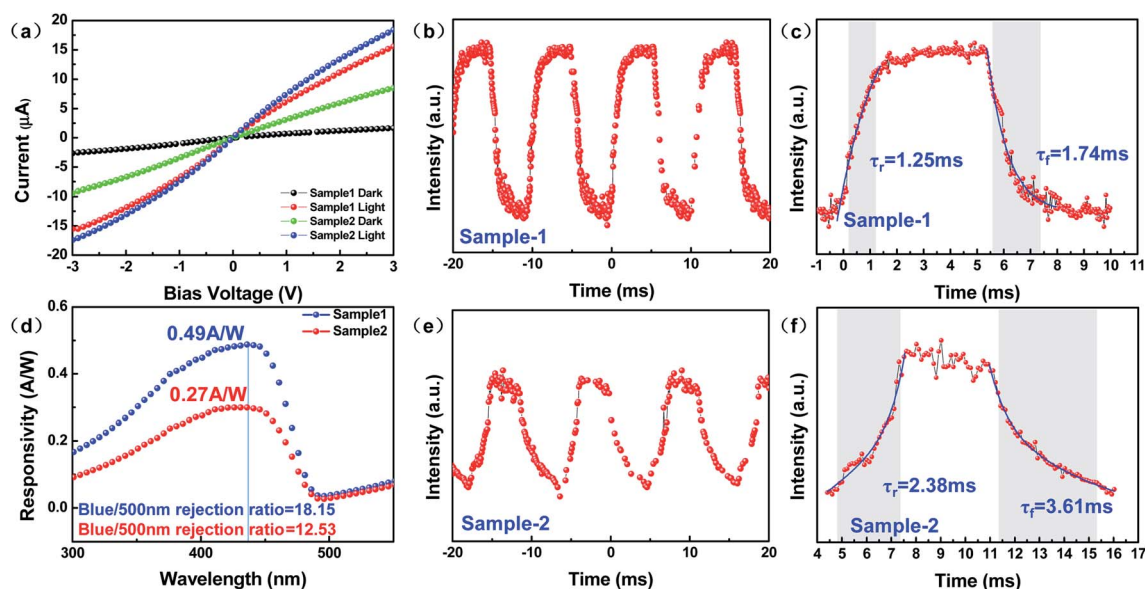 (a)
Current (μA)
20
15
10
5
0
-5
-10
-15
20
-3
-2
-1
0
1
2
3
Bias Voltage (V)
Sample1 Dark
Sample1 Light
Sample2 Dark
Sample2 Light
(b)
Intensity (a.u.)
Sample-1
-20
-10
0
10
20
Time (ms)
(c)
Intensity (a.u.)
τr=1.25ms
τf=1.74ms
Sample-1
-1 0 1 2 3 4 5 6 7 8 9 10 11
Time (ms)
(d)
Responsivity (A/W)
0.6
0.4
0.2
0.0
Sample1
Sample2
0.49A/W
0.27A/W
Blue/500nm rejection ratio=18.15
Blue/500nm rejection ratio=12.53
300
400
500
Wavelength (nm)
(e)
Intensity (a.u.)
Sample-2
-20
-10
0
10
20
Time (ms)
(f)
Intensity (a.u.)
τr=2.38ms
τf=3.61ms
Sample-2
4 5 6 7 8 9 10 11 12 13 14 15 16 17
Time (ms)